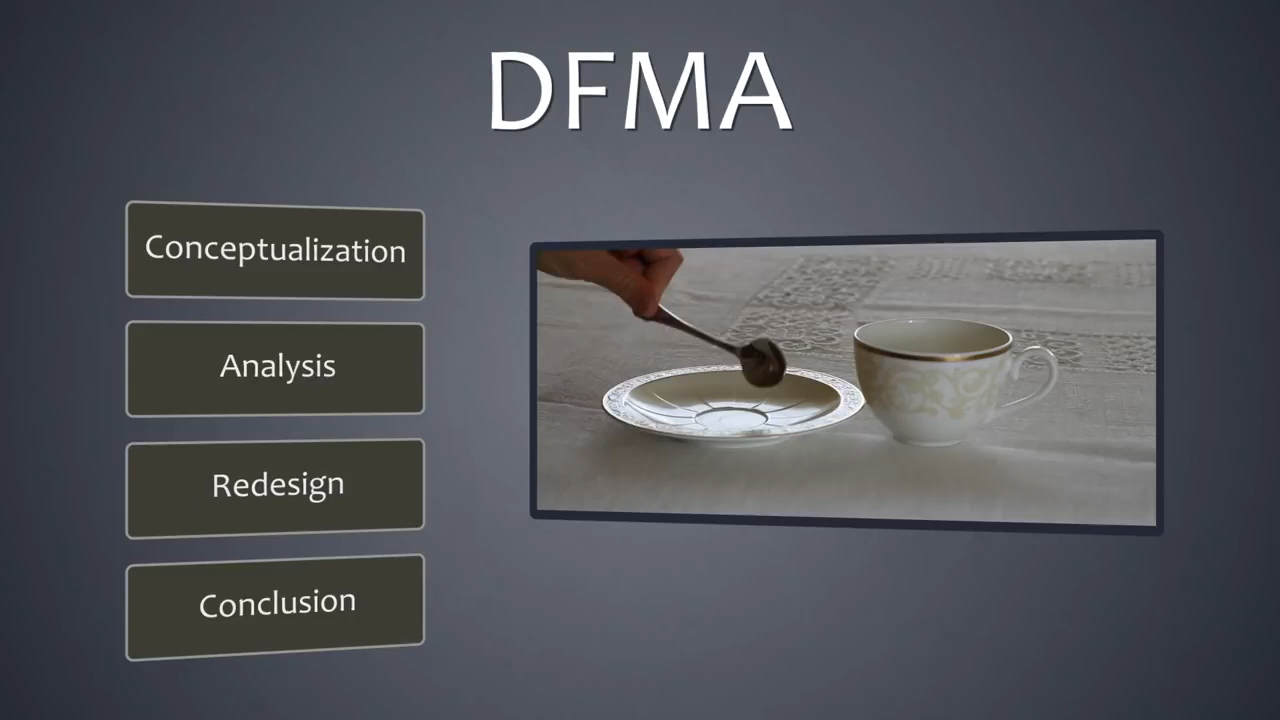 DFMA
Conceptualization
Analysis
Redesign
Conclusion